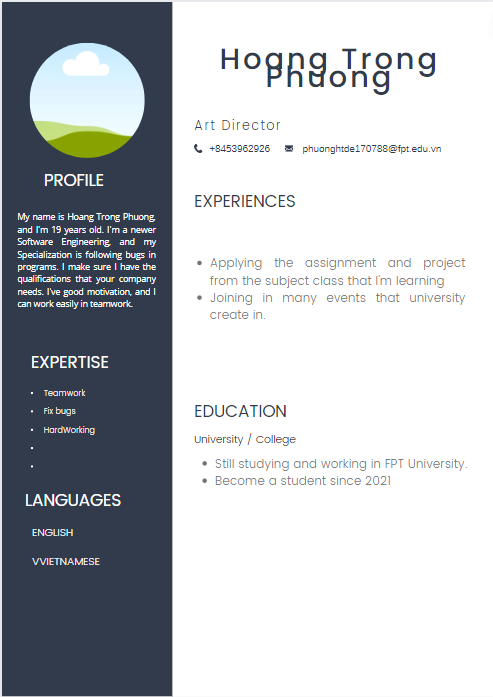 Hoang Trong
Phuong
Art Director
+8453962926 phuonghtde170788@fpt.edu.vn
PROFILE
My name is Hoang Trong Phuong,
and I'm 19 years old. I'm a newer
Software Engineering, and my
Specialization is following bugs in
programs. I make sure I have the
qualifications that your company
needs. I've good motivation, and I
can work easily in teamwork.
EXPERTISE
• Teamwork
• Fix bugs
• HardWorking
•
•
LANGUAGES
ENGLISH
VVIETNAMESE
EXPERIENCES
• Applying the assignment and project
from the subject class that I'm learning
• Joining in many events that university
create in.
EDUCATION
University / College
• Still studying and working in FPT University.
• Become a student since 2021